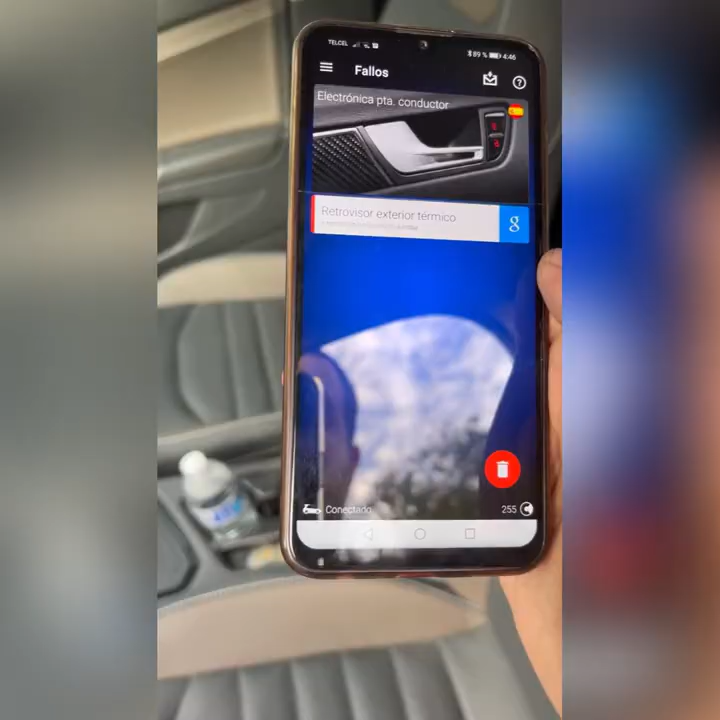 TELCEL
89 % 4:46
Fallos
Electrónica pta. conductor
Retrovisor exterior térmico
g
Conectado
255